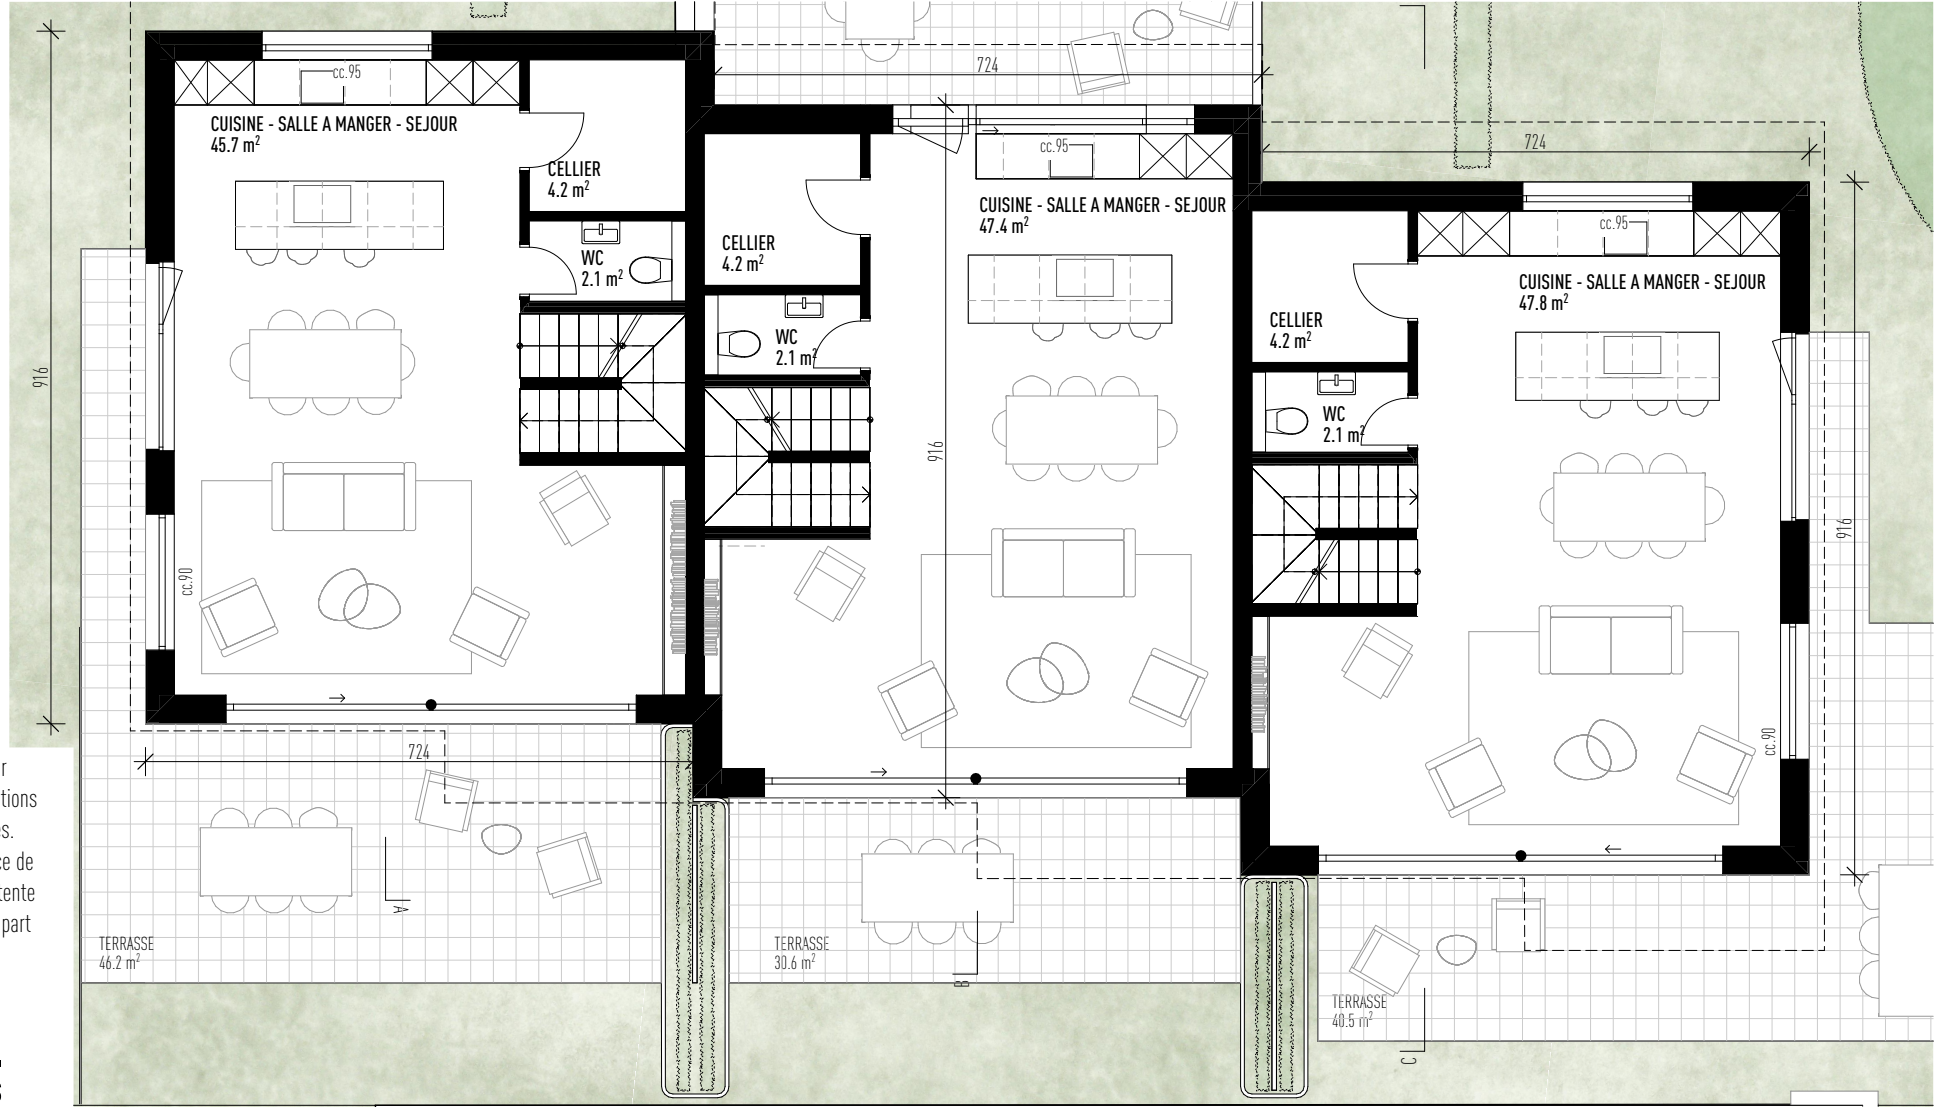 724
724
cc.95
CUISINE - SALLE A MANGER - SEJOUR
45.7 m²
CELLIER
4.2 m²
WC
2.1 m²
916
cc.90
724
TERRASSE
46.2 m²
A
cc.95
CUISINE - SALLE A MANGER - SEJOUR
47.4 m²
CELLIER
4.2 m²
WC
2.1 m²
916
TERRASSE
30.6 m²
B
cc.95
CUISINE - SALLE A MANGER - SEJOUR
47.8 m²
CELLIER
4.2 m²
WC
2.1 m²
916
cc.90
TERRASSE
40.5 m²
C
r
tions
s.
ce de
tente
part